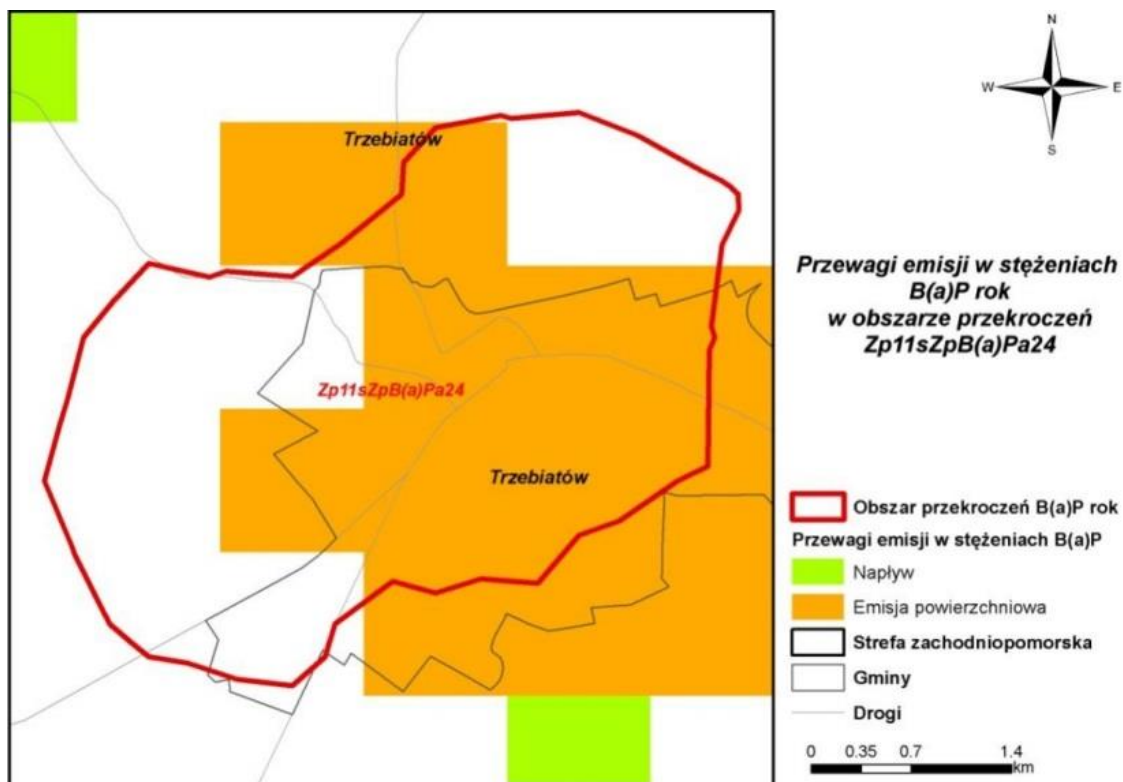 Trzebiatów
Zp11sZpB(a)Pa24
Trzebiatów
N
W E
S
Przewagi emisji w stężeniach
B(a)P rok
w obszarze przekroczeń
Zp11sZpB(a)Pa24
Obszar przekroczeń B(a)P rok
Przewagi emisji w stężeniach B(a)P
Napływ
Emisja powierzchniowa
Strefa zachodniopomorska
Gminy
Drogi
0 0.35 0.7 1.4
km